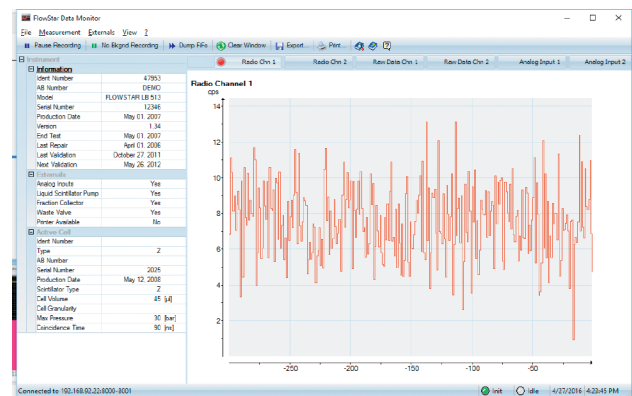 FlowStar Data Monitor
File Measurement Externals View ?
Pause Recording No Bkgnd Recording Dump FiFo Clear Window Export... Print...
Instrument
Radio Chn 1 Radio Chn 2 Raw Data Chn 1 Raw Data Chn 2 Analog Input 1 Analog Input 2
Information
Ident Number 47953
AB Number DEMO
Model FLOWSTAR LB 513
Serial Number 12346
Production Date May 01. 2007
Version 1.34
End Test May 01. 2007
Last Repair April 01. 2006
Last Validation October 27. 2011
Next Validation May 26. 2012
Externals
Analog Inputs Yes
Liquid Scintillator Pump Yes
Fraction Collector Yes
Waste Valve Yes
Printer Available No
Active Cell
Ident Number
Type 2
AB Number
Serial Number 2025
Production Date May 12. 2008
Scintillator Type 2
Cell Volume 45 [µl]
Cell Granularity
Max Pressure 30 [bar]
Coincidence Time 90 [ns]
Radio Channel 1
cps
14
12
10
8
6
4
2
-250 -200 -150 -100 -50
Connected to 192.168.92.22:8000-8001 Init Idle 4/27/2016 4:23:45 PM